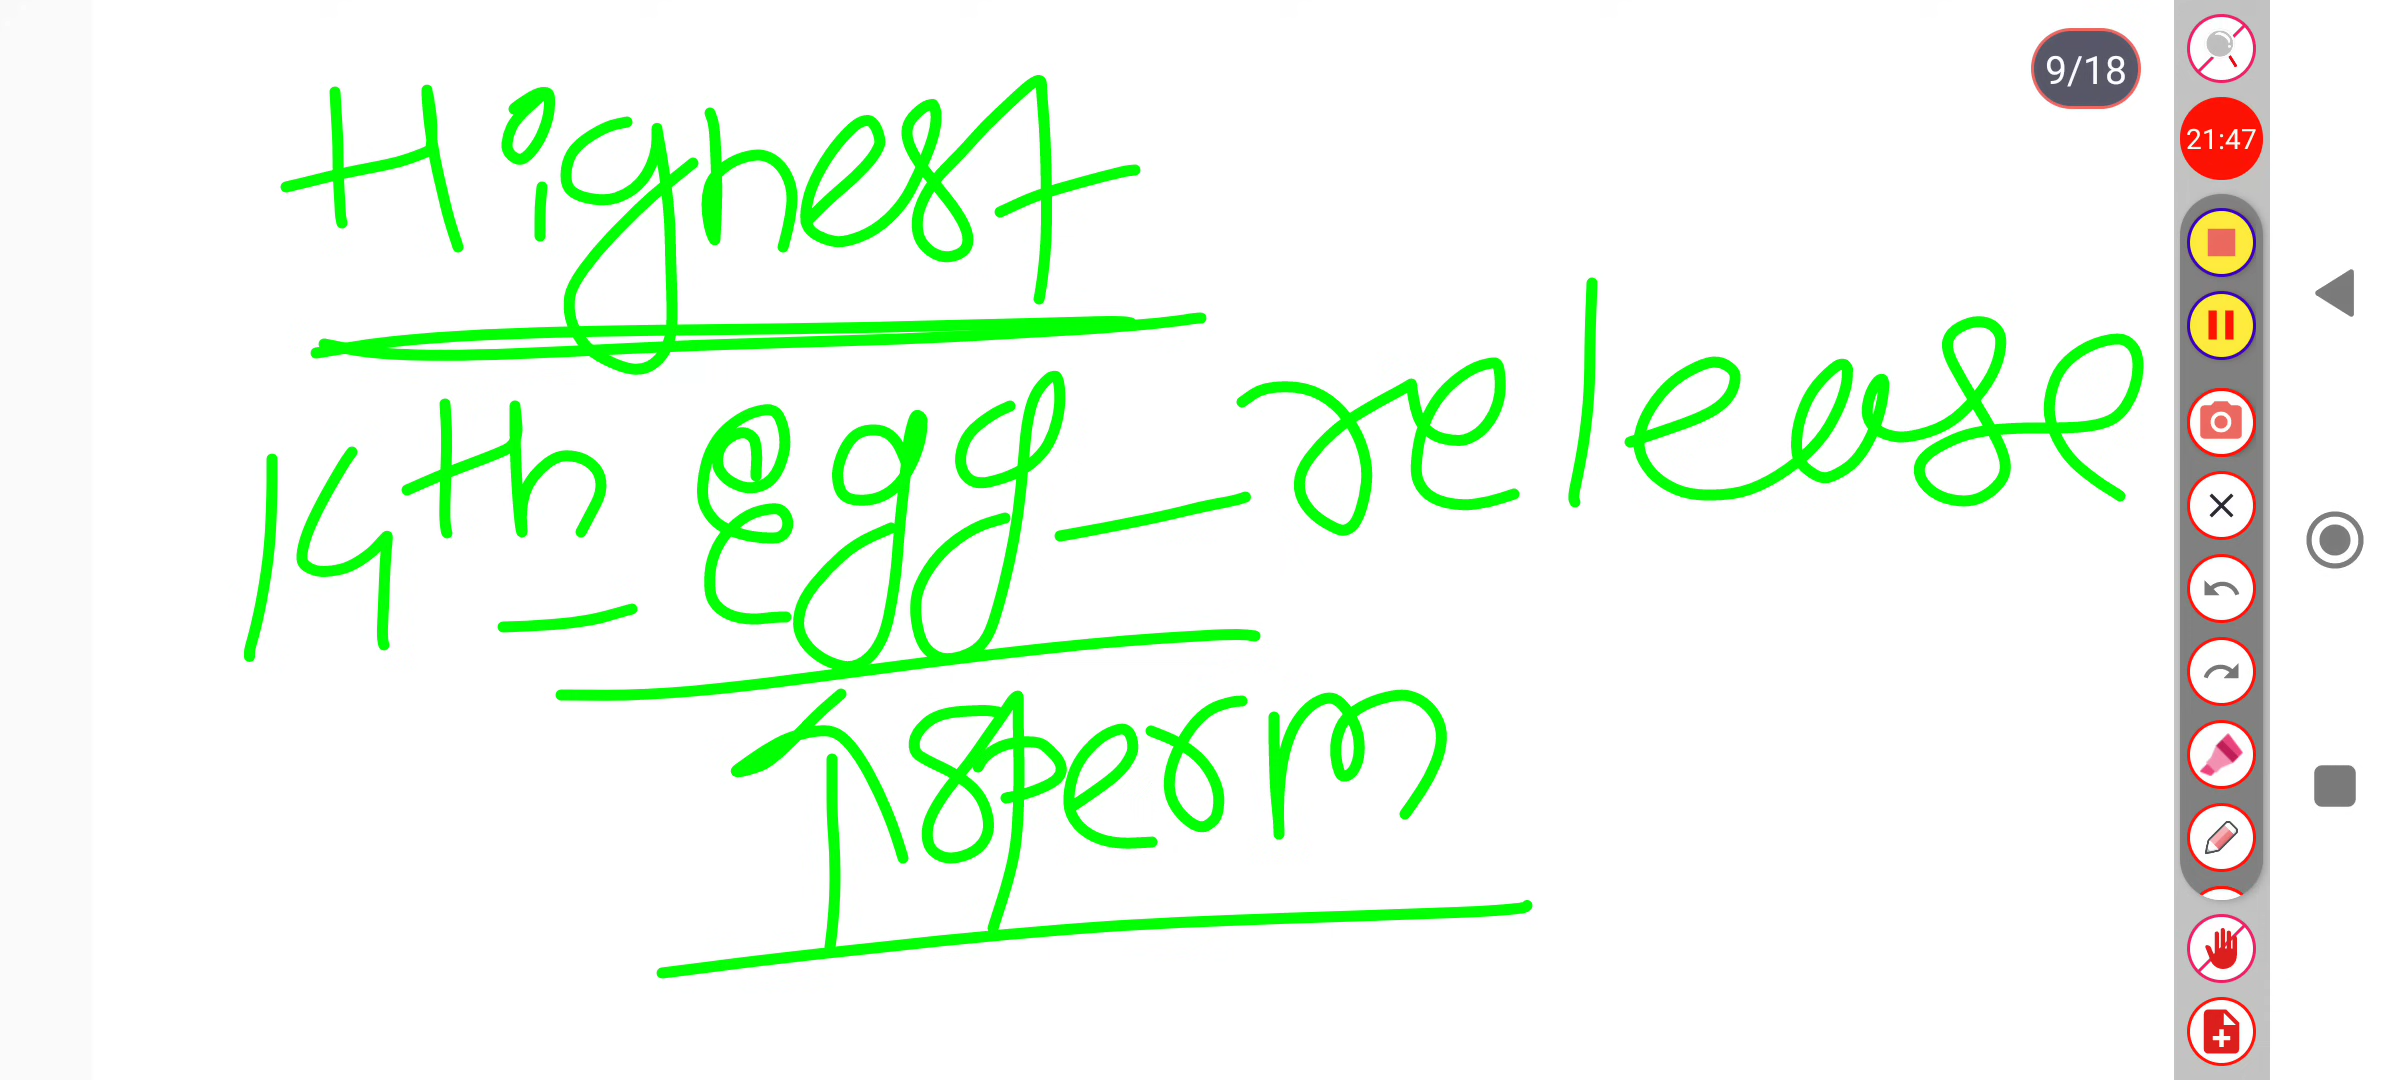 9/18
21:47
Highest
14th - Egg - release
↑ sperm